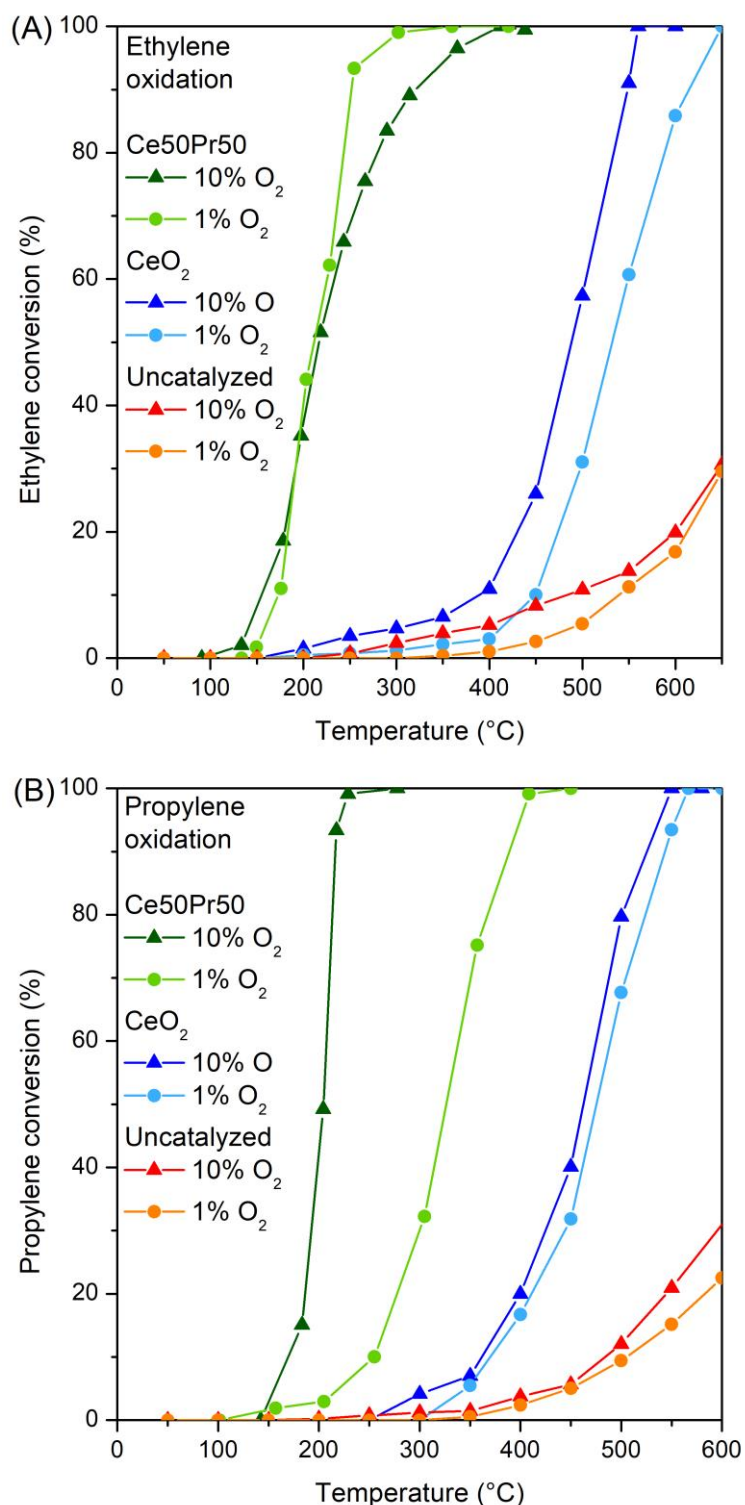 (A)
Ethylene
oxidation
Ce50Pr50
10% O₂
1% O₂
CeO₂
10% O
1% O₂
Uncatalyzed
10% O₂
1% O₂
Ethylene conversion (%)
100
80
60
40
20
0
0 100 200 300 400 500 600
Temperature (°C)
(B)
Propylene
oxidation
Ce50Pr50
10% O₂
1% O₂
CeO₂
10% O
1% O₂
Uncatalyzed
10% O₂
1% O₂
Propylene conversion (%)
100
80
60
40
20
0
0 100 200 300 400 500 600
Temperature (°C)